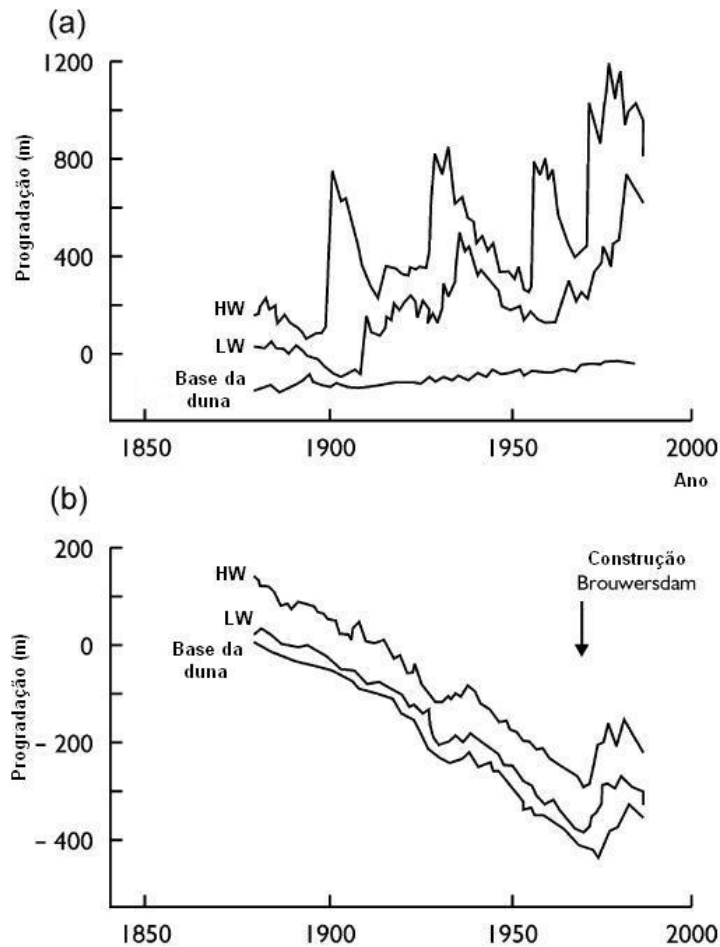 (a)
1200
800
400
0
Progradação (m)
HW
LW
Base da
duna
1850
1900
1950
2000
Ano
(b)
200
0
– 200
– 400
Progradação (m)
HW
LW
Base da
duna
Construção
Brouwersdam
1850
1900
1950
2000